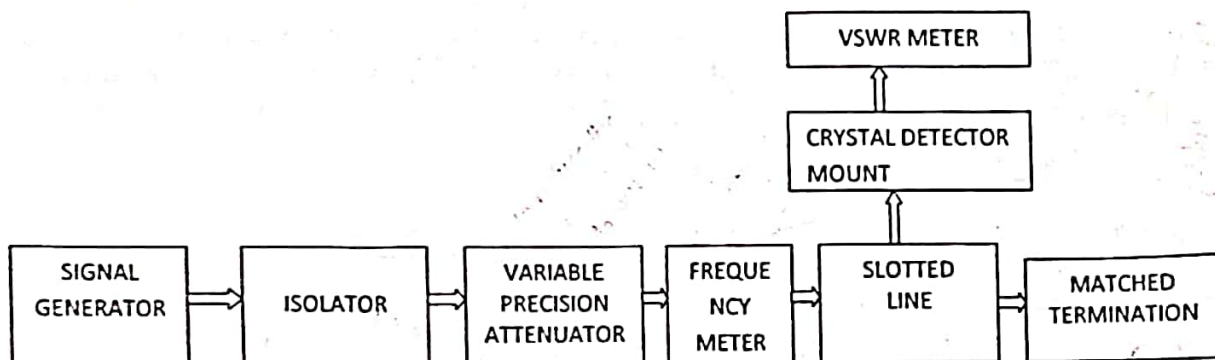 VSWR METER
CRYSTAL DETECTOR
MOUNT
SIGNAL
GENERATOR
ISOLATOR
VARIABLE
PRECISION
ATTENUATOR
FREQUE
NCY
METER
SLOTTED
LINE
MATCHED
TERMINATION